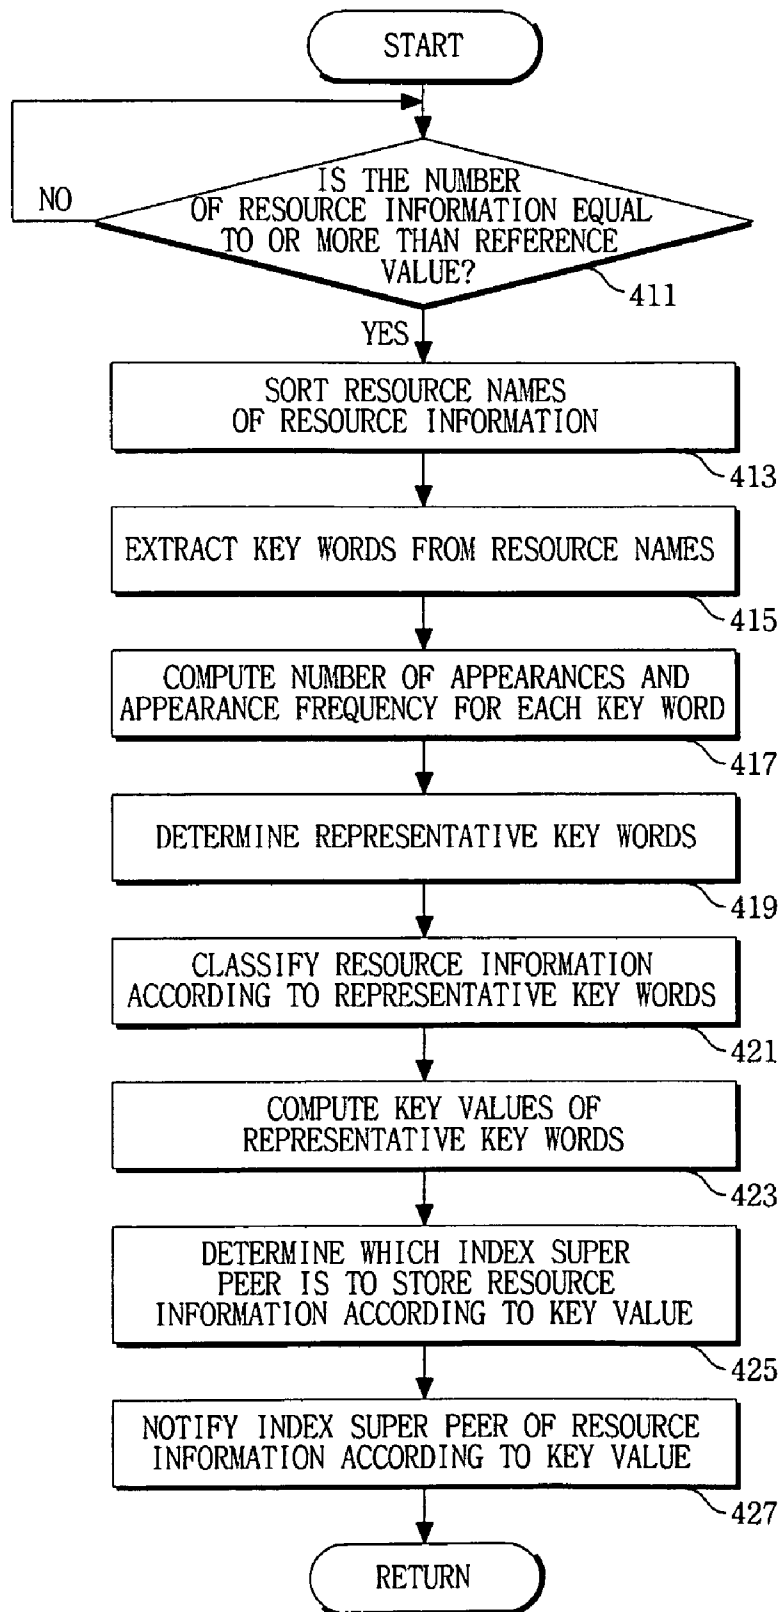 START
IS THE NUMBER
OF RESOURCE INFORMATION EQUAL
TO OR MORE THAN REFERENCE
VALUE?
NO
411
YES
SORT RESOURCE NAMES
OF RESOURCE INFORMATION
413
EXTRACT KEY WORDS FROM RESOURCE NAMES
415
COMPUTE NUMBER OF APPEARANCES AND
APPEARANCE FREQUENCY FOR EACH KEY WORD
417
DETERMINE REPRESENTATIVE KEY WORDS
419
CLASSIFY RESOURCE INFORMATION
ACCORDING TO REPRESENTATIVE KEY WORDS
421
COMPUTE KEY VALUES OF
REPRESENTATIVE KEY WORDS
423
DETERMINE WHICH INDEX SUPER
PEER IS TO STORE RESOURCE
INFORMATION ACCORDING TO KEY VALUE
425
NOTIFY INDEX SUPER PEER OF RESOURCE
INFORMATION ACCORDING TO KEY VALUE
427
RETURN